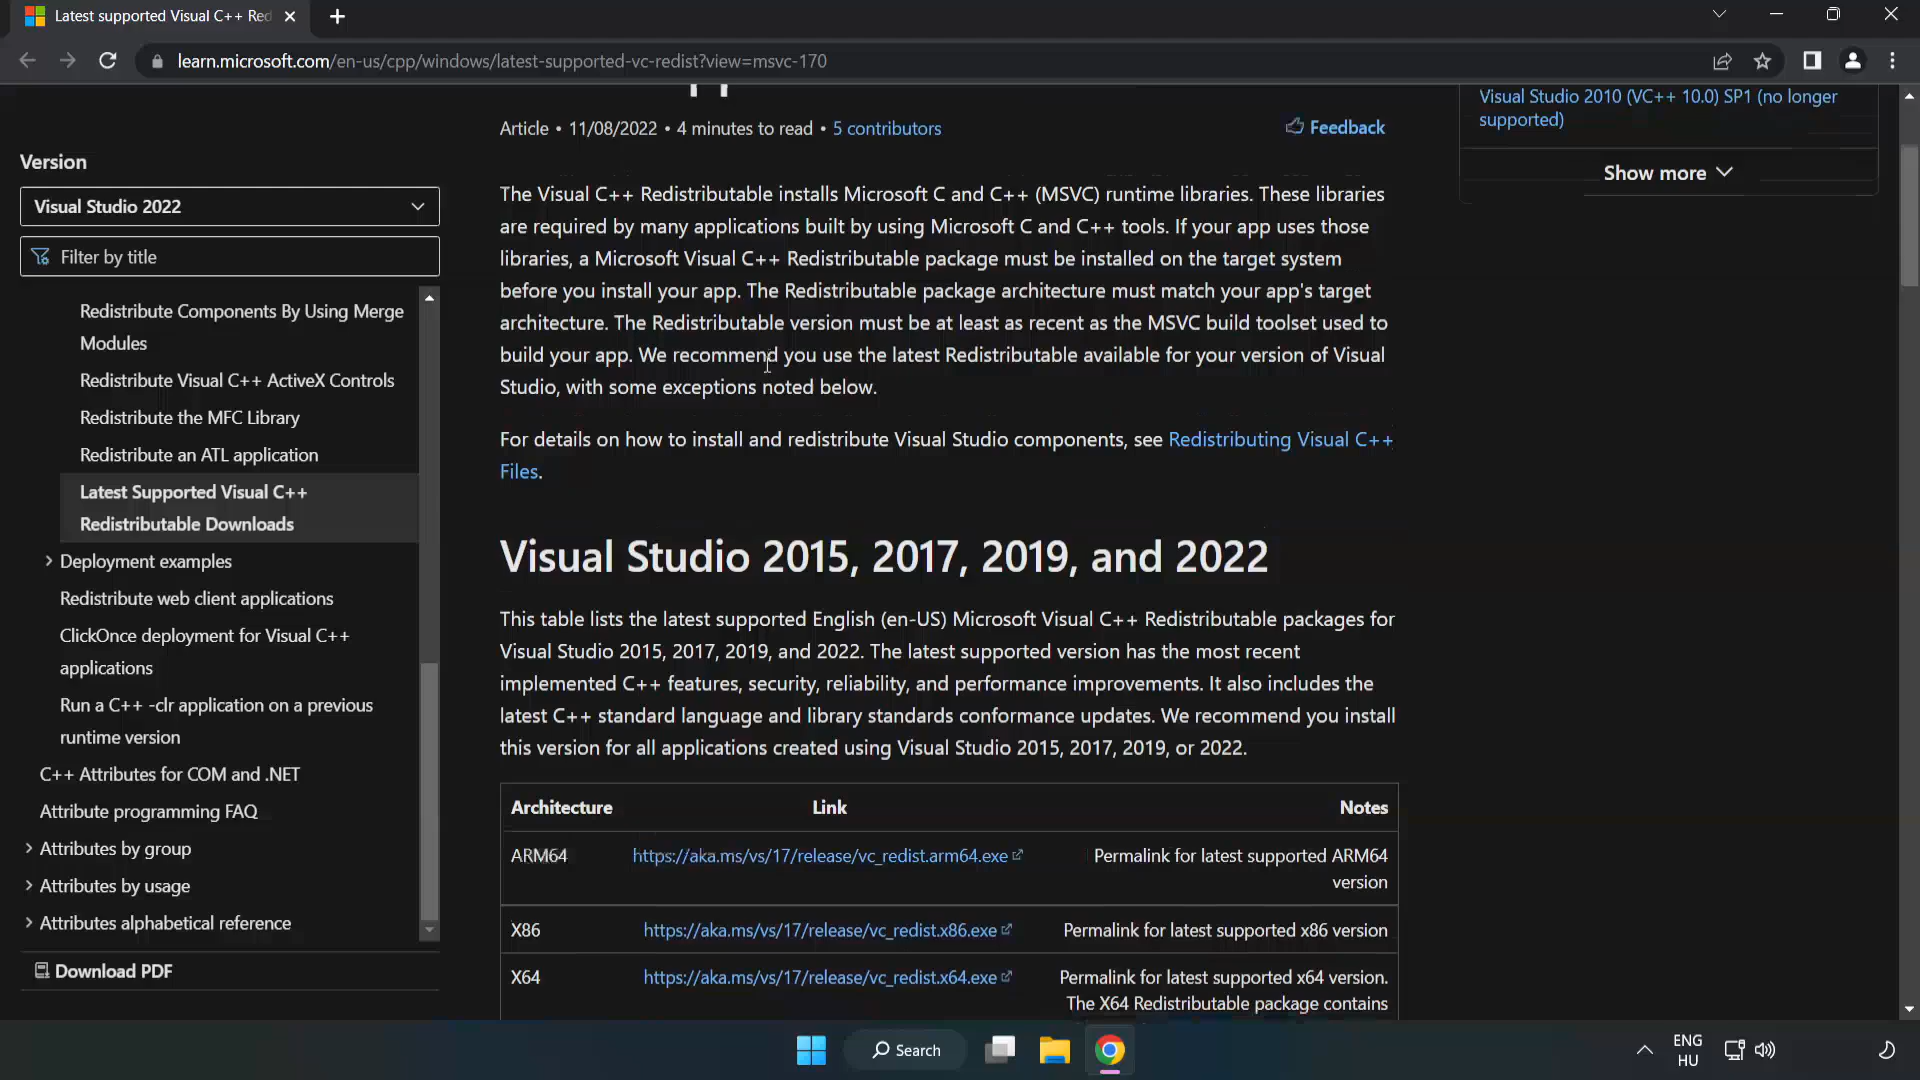 Latest supported Visual C++ Red
learn.microsoft.com/en-us/cpp/windows/latest-supported-vc-redist?view=msvc-170
Version
Visual Studio 2022
Filter by title
Redistribute Components By Using Merge
Modules
Redistribute Visual C++ ActiveX Controls
Redistribute the MFC Library
Redistribute an ATL application
Latest Supported Visual C++
Redistributable Downloads
Deployment examples
Redistribute web client applications
ClickOnce deployment for Visual C++
applications
Run a C++ -clr application on a previous
runtime version
C++ Attributes for COM and .NET
Attribute programming FAQ
Attributes by group
Attributes by usage
Attributes alphabetical reference
Download PDF
Article • 11/08/2022 • 4 minutes to read • 5 contributors
Feedback
The Visual C++ Redistributable installs Microsoft C and C++ (MSVC) runtime libraries. These libraries
are required by many applications built by using Microsoft C and C++ tools. If your app uses those
libraries, a Microsoft Visual C++ Redistributable package must be installed on the target system
before you install your app. The Redistributable package architecture must match your app's target
architecture. The Redistributable version must be at least as recent as the MSVC build toolset used to
build your app. We recommend you use the latest Redistributable available for your version of Visual
Studio, with some exceptions noted below.
For details on how to install and redistribute Visual Studio components, see Redistributing Visual C++
Files.
Visual Studio 2015, 2017, 2019, and 2022
This table lists the latest supported English (en-US) Microsoft Visual C++ Redistributable packages for
Visual Studio 2015, 2017, 2019, and 2022. The latest supported version has the most recent
implemented C++ features, security, reliability, and performance improvements. It also includes the
latest C++ standard language and library standards conformance updates. We recommend you install
this version for all applications created using Visual Studio 2015, 2017, 2019, or 2022.
Architecture Link Notes
ARM64 https://aka.ms/vs/17/release/vc_redist.arm64.exe Permalink for latest supported ARM64
version
X86 https://aka.ms/vs/17/release/vc_redist.x86.exe Permalink for latest supported x86 version
X64 https://aka.ms/vs/17/release/vc_redist.x64.exe Permalink for latest supported x64 version.
The X64 Redistributable package contains
Visual Studio 2010 (VC++ 10.0) SP1 (no longer
supported)
Show more
Search
ENG
HU